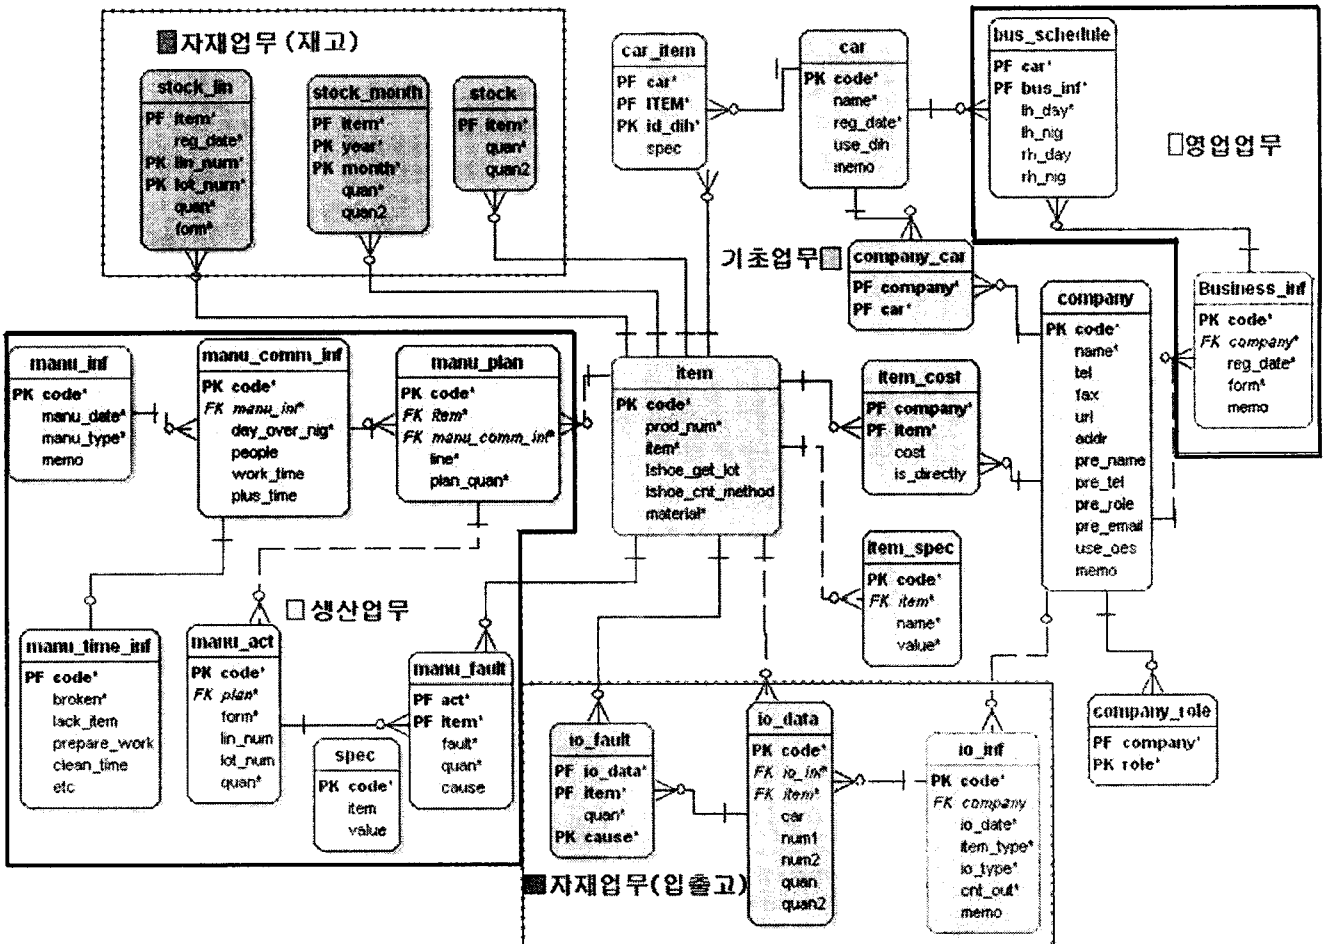 자재업무 (재고)
stock_lin
PF item*
reg_date*
PK lin_num*
PK lot_num*
quan*
form*
stock_month
PF item*
PK year*
PK month*
quan*
quan2
stock
PF item*
quan*
quan2
car_item
PF car*
PF ITEM*
PK id_dih*
spec
car
PK code*
name*
reg_date*
use_dih
memo
bus_schedule
PF car*
PF bus_inf*
lh_day*
lh_nig
rh_day
rh_nig
영업업무
기초업무
company_car
PF company*
PF car*
company
PK code*
name*
tel
fax
url
addr
pre_name
pre_tel
pre_role
pre_email
use_oes
memo
Business_inf
PK code*
FK company*
reg_date*
form*
memo
manu_inf
PK code*
manu_date*
manu_type*
memo
manu_comm_inf
PK code*
FK manu_inf*
day_over_nig*
people
work_time
plus_time
manu_plan
PK code*
FK item*
FK manu_comm_inf*
line*
plan_quan*
item
PK code*
prod_num*
item*
lshoe_get_lot
lshoe_cnt_method
material*
item_cost
PF company*
PF item*
cost
is_directly
item_spec
PK code*
FK item*
name*
value*
생산업무
manu_time_inf
PF code*
broken*
lack_item
prepare_work
clean_time
etc
manu_act
PK code*
FK plan*
form*
lin_num
lot_num
quan*
spec
PK code*
item
value
manu_fault
PF act*
PF item*
fault*
quan*
cause
io_fault
PF io_data*
PF item*
quan*
PK cause*
io_data
PK code*
FK io_inf*
FK item*
car
num1
num2
quan
quan2
io_inf
PK code*
FK company
io_date*
item_type*
io_type*
cnt_out*
memo
company_role
PF company*
PK role*
자재업무(입출고)